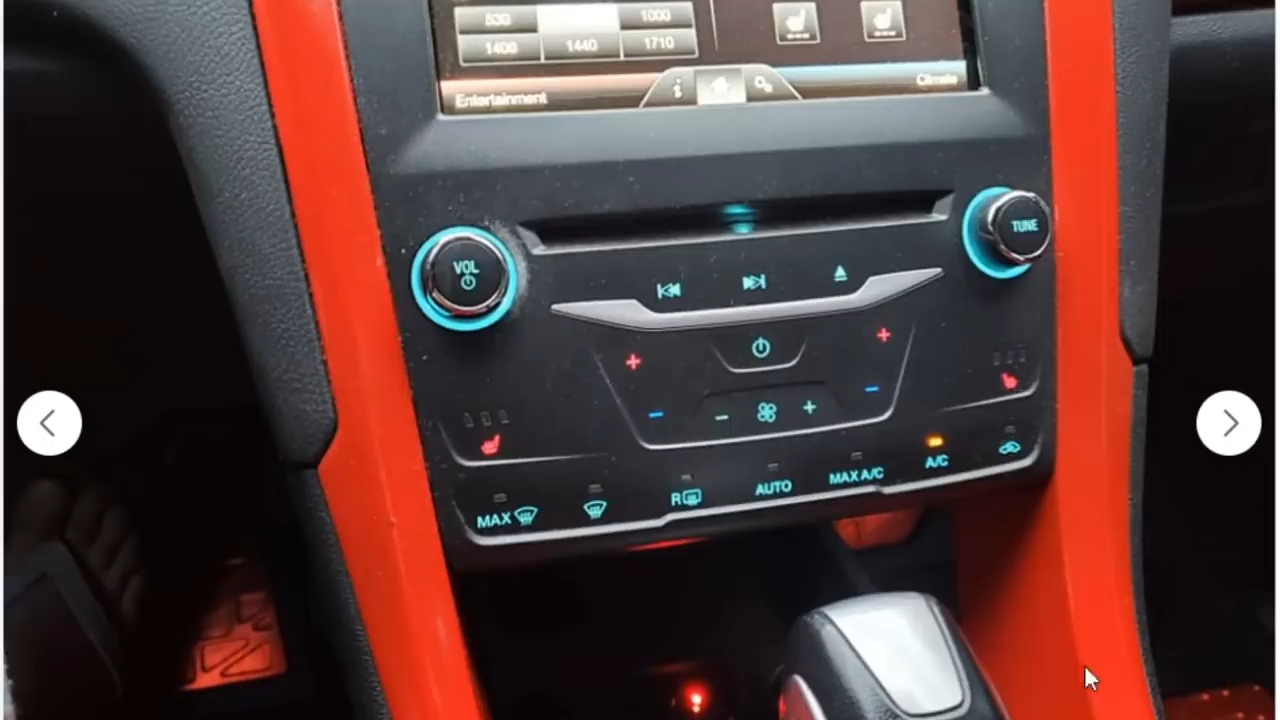 530 1000
1400 1440 1710
Entertainment
Climate
VOL
TUNE
MAX
R
AUTO
MAX A/C
A/C